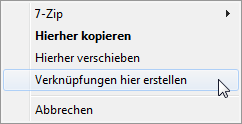 7-Zip
Hierher kopieren
Hierher verschieben
Verknüpfungen hier erstellen
Abbrechen